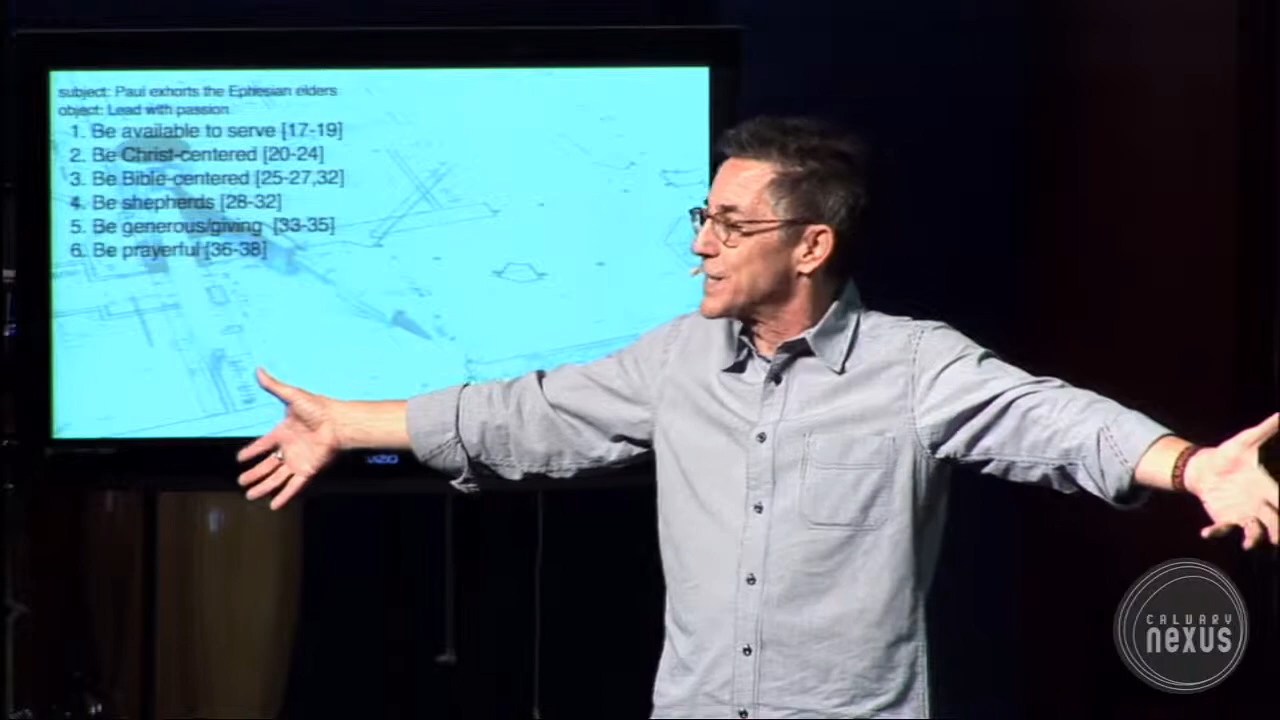 subject: Paul exhorts the Ephesian elders
object: Lead with passion
1. Be available to serve [17-19]
2. Be Christ-centered [20-24]
3. Be Bible-centered [25-27,32]
4. Be shepherds [28-32]
5. Be generous/giving [33-35]
6. Be prayerful [36-38]
VIZIO
CALVARY
nexus